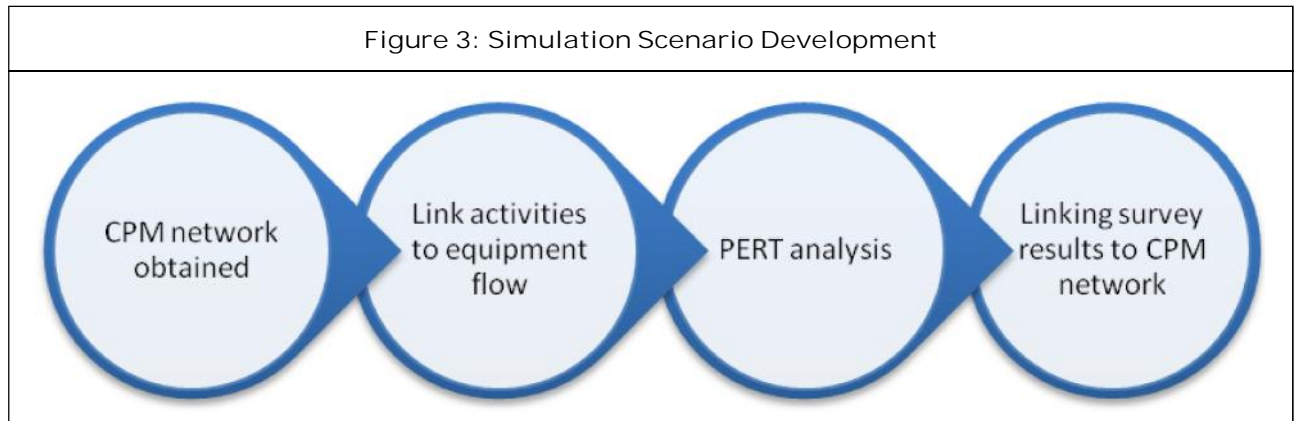 Figure 3: Simulation Scenario Development
CPM network
obtained
Link activities
to equipment
flow
PERT analysis
Linking survey
results to CPM
network